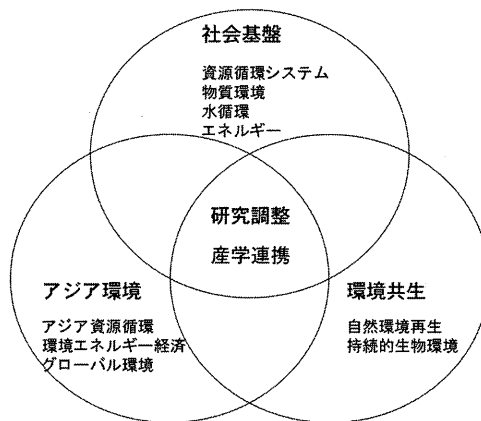 社会基盤
資源循環システム
物質環境
水循環
エネルギー
研究調整
産学連携
アジア環境
アジア資源循環
環境エネルギー経済
グローバル環境
環境共生
自然環境再生
持続的生物環境